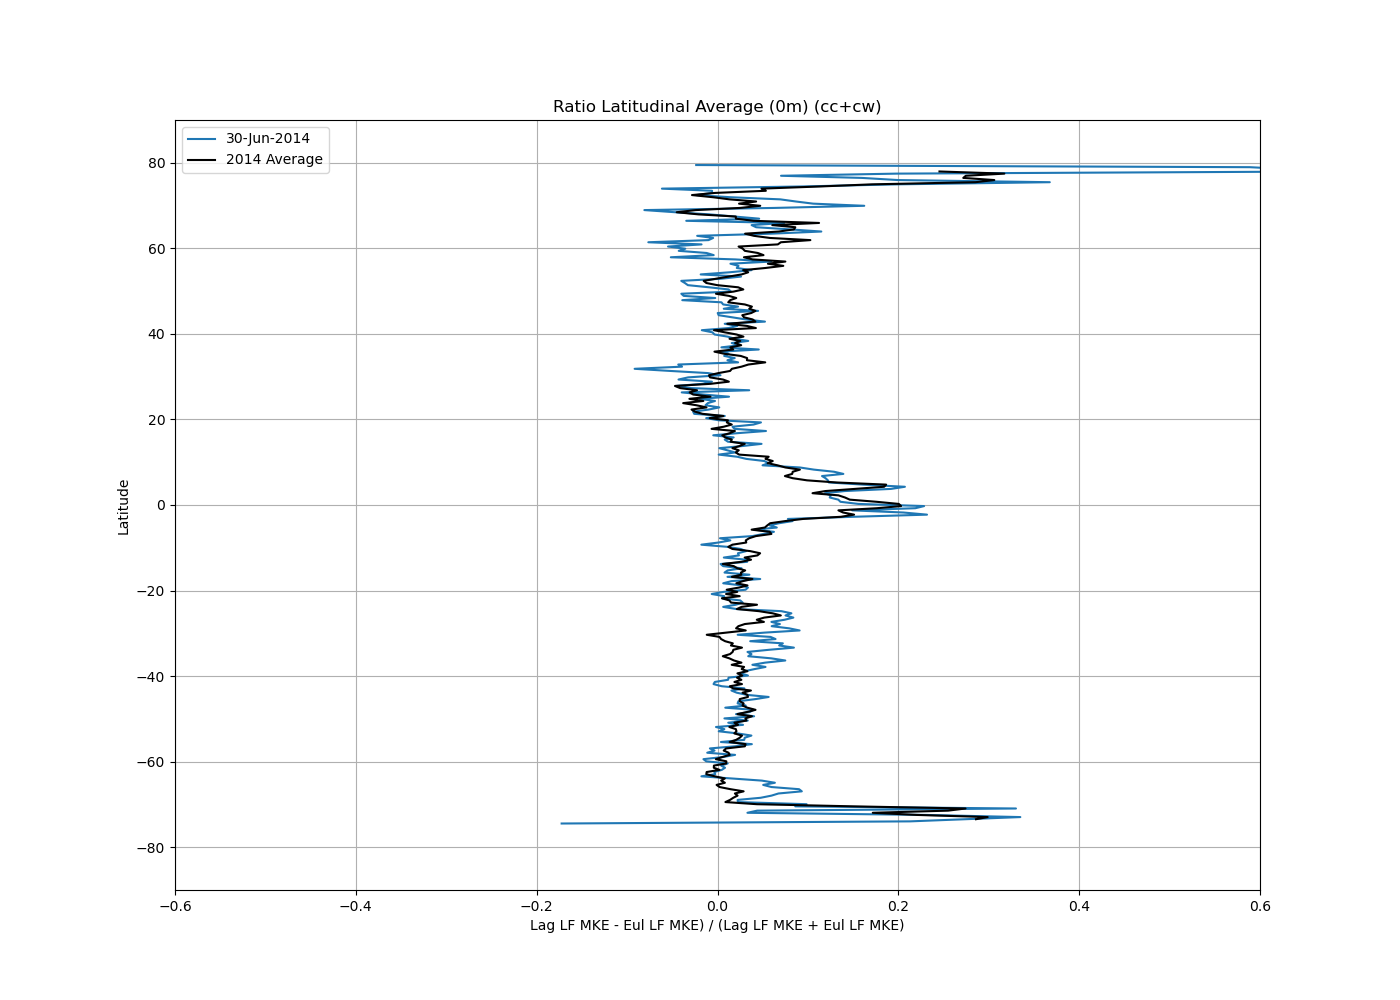 Ratio Latitudinal Average (0m) (cc+cw)
30-Jun-2014
2014 Average
80
60
40
20
0
−20
−40
−60
−80
Latitude
−0.6 −0.4 −0.2 0.0 0.2 0.4 0.6
Lag LF MKE - Eul LF MKE) / (Lag LF MKE + Eul LF MKE)